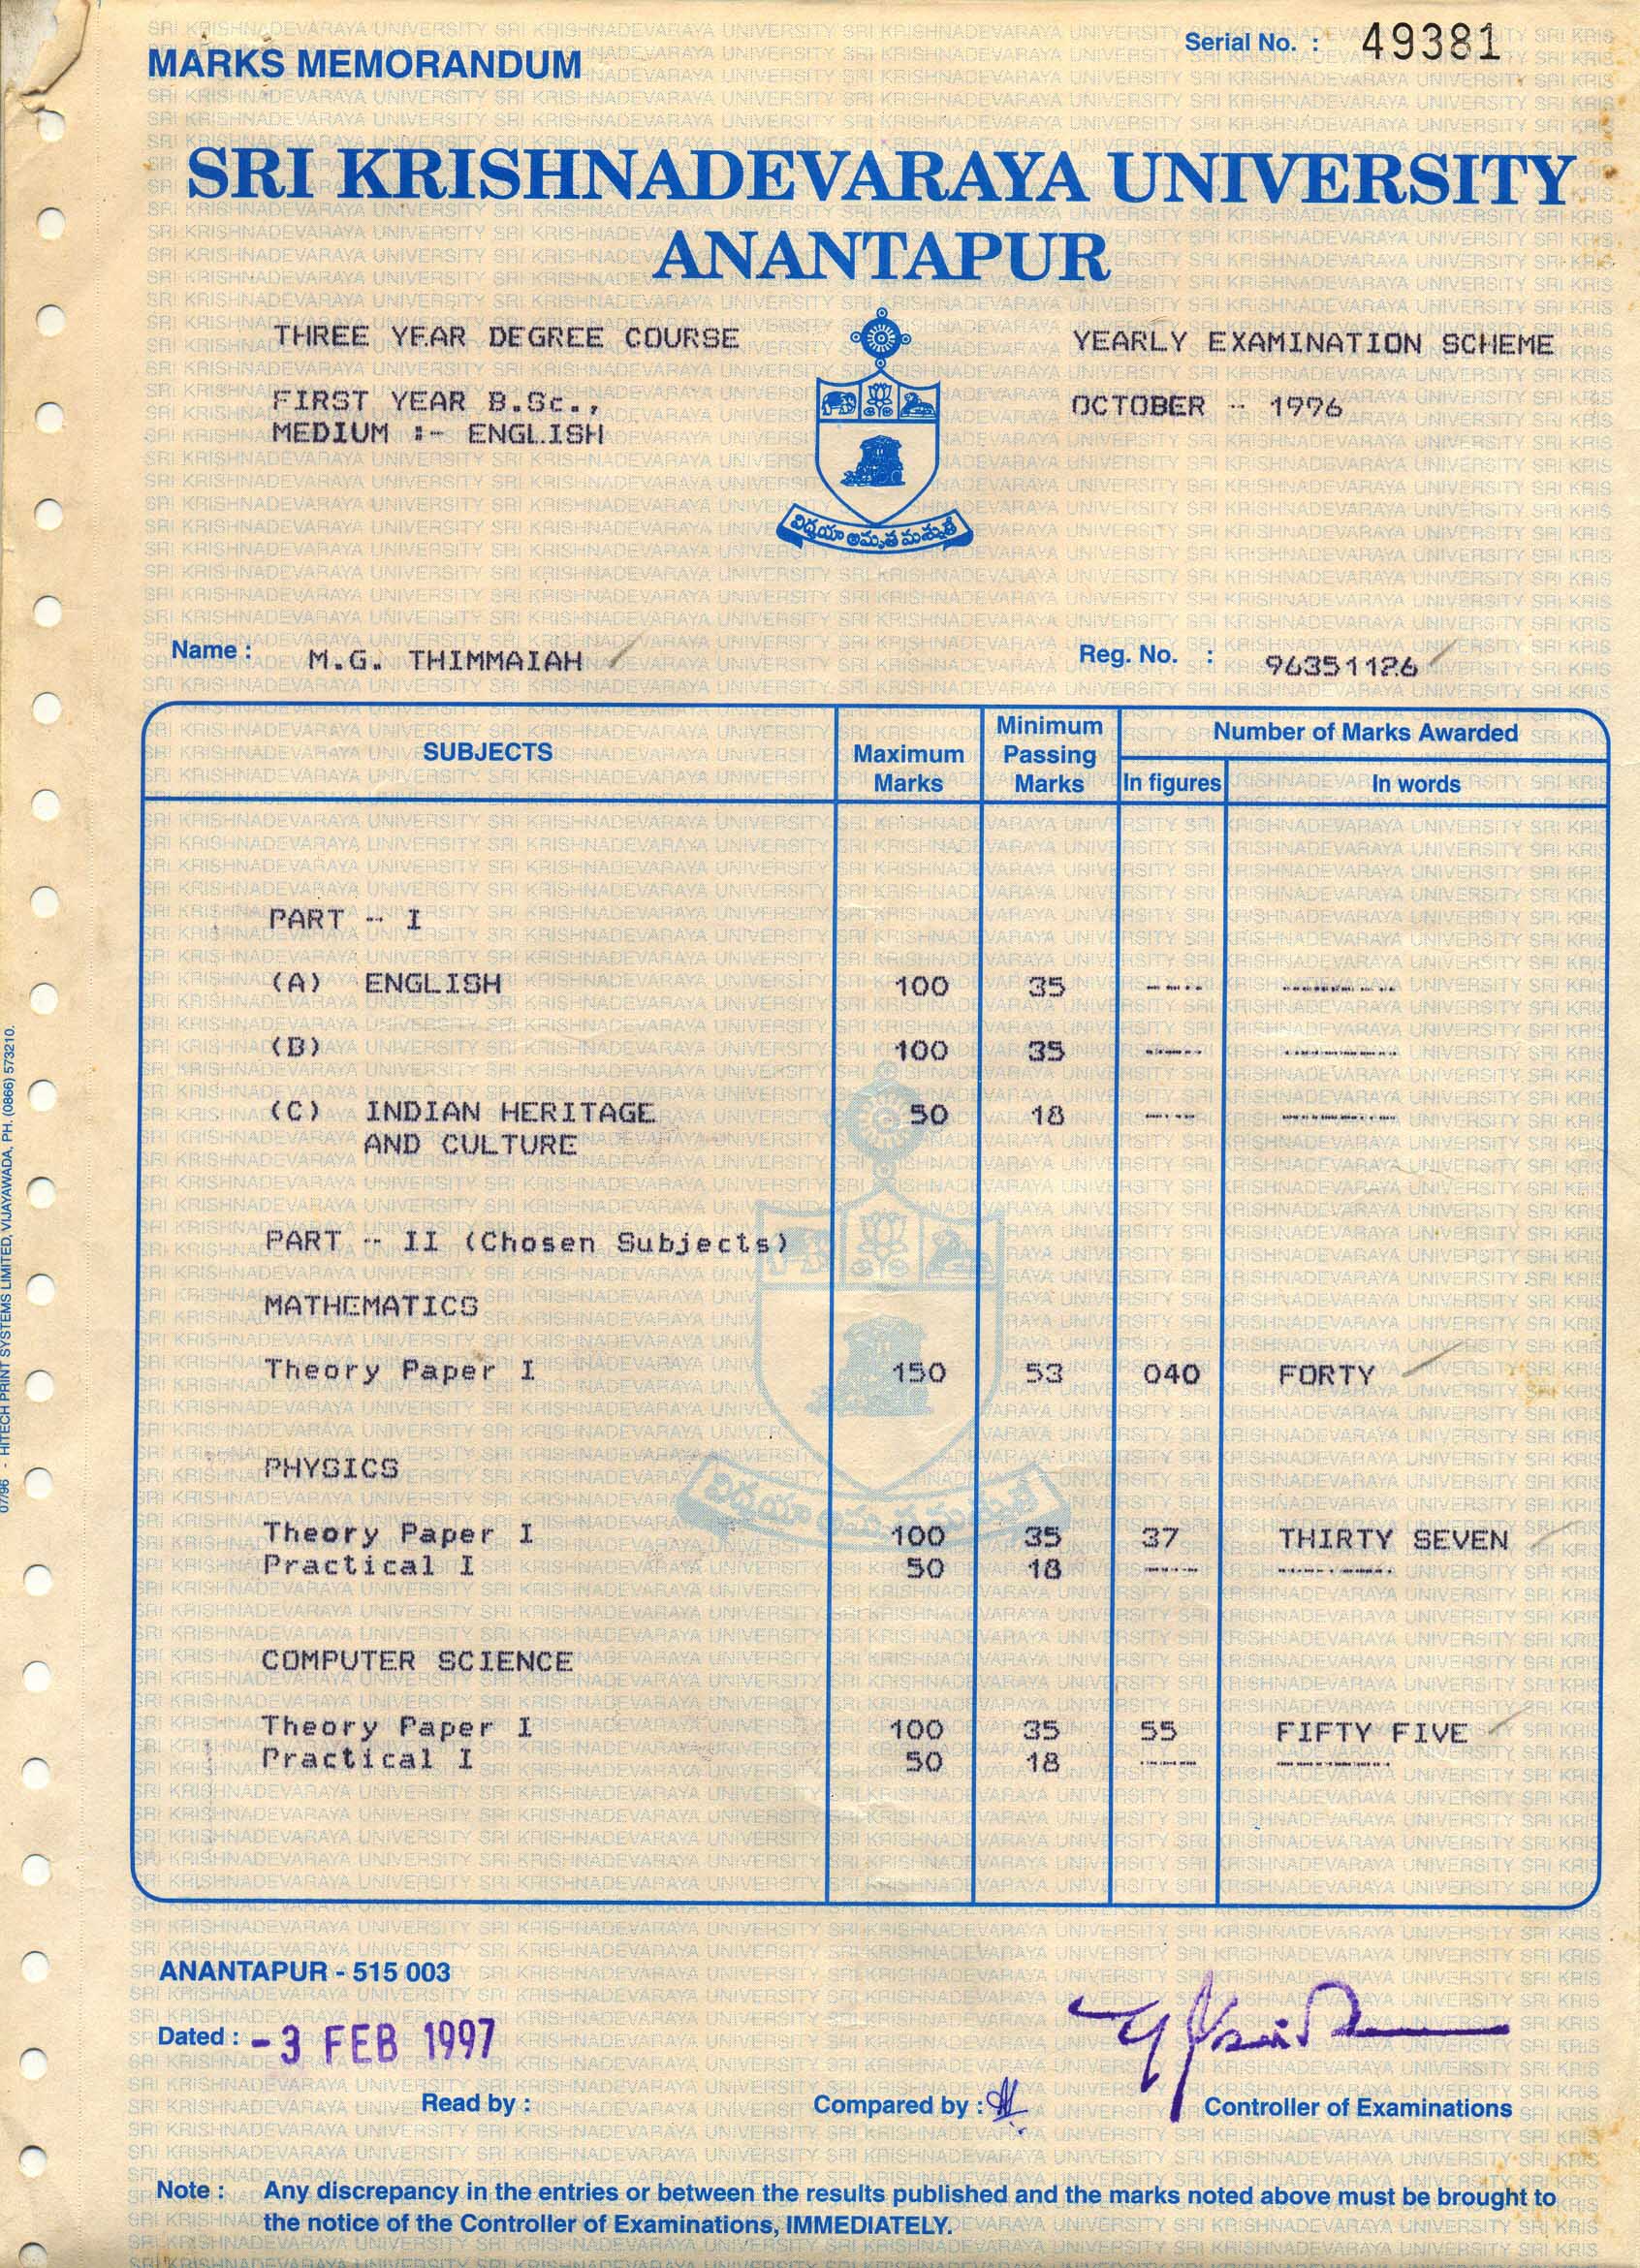 MARKS MEMORANDUM
Serial No. : 49381
SRI KRISHNADEVARAYA UNIVERSITY
ANANTAPUR
THREE YEAR DEGREE COURSE
YEARLY EXAMINATION SCHEME
FIRST YEAR B.Sc.,
OCTOBER - 1996
MEDIUM :- ENGLISH
విద్యయా అమృత మశ్నుతే
Name : M.G. THIMMAIAH
Reg. No. : 96351126
SUBJECTS Maximum Marks Minimum Passing Marks Number of Marks Awarded
In figures In words
PART - I
(A) ENGLISH 100 35 ---- ----------
(B) 100 35 ---- ----------
(C) INDIAN HERITAGE 50 18 ---- ----------
AND CULTURE
PART - II (Chosen Subjects)
MATHEMATICS
Theory Paper I 150 53 040 FORTY
PHYSICS
Theory Paper I 100 35 37 THIRTY SEVEN
Practical I 50 18 ---- ----------
COMPUTER SCIENCE
Theory Paper I 100 35 55 FIFTY FIVE
Practical I 50 18 ---- ----------
ANANTAPUR - 515 003
Dated : -3 FEB 1997
Read by :
Compared by :
Controller of Examinations
Note : Any discrepancy in the entries or between the results published and the marks noted above must be brought to
the notice of the Controller of Examinations, IMMEDIATELY.
07/96 - HITECH PRINT SYSTEMS LIMITED, VIJAYAWADA, PH. (0866) 573210.